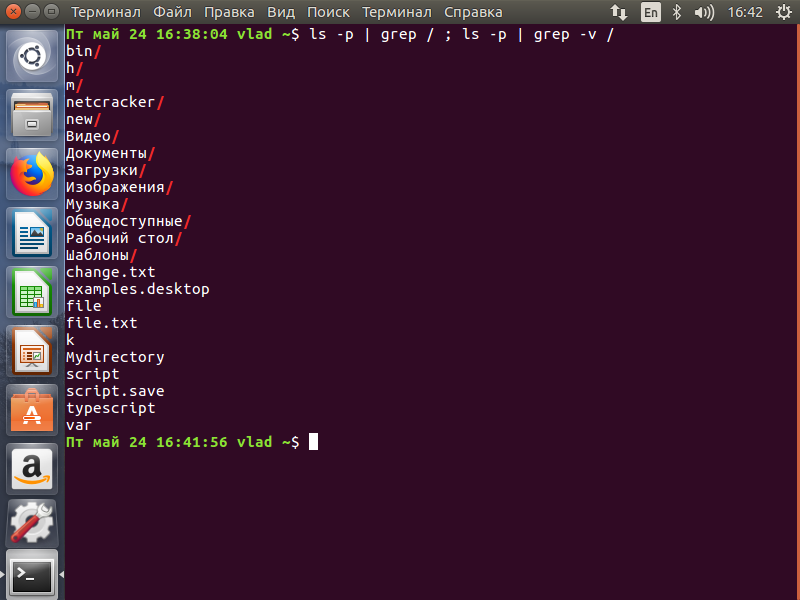 Терминал Файл Правка Вид Поиск Терминал Справка En 16:42
Пт май 24 16:38:04 vlad ~$ ls -p | grep / ; ls -p | grep -v /
bin/
h/
m/
netcracker/
new/
Видео/
Документы/
Загрузки/
Изображения/
Музыка/
Общедоступные/
Рабочий стол/
Шаблоны/
change.txt
examples.desktop
file
file.txt
k
Mydirectory
script
script.save
typescript
var
Пт май 24 16:41:56 vlad ~$